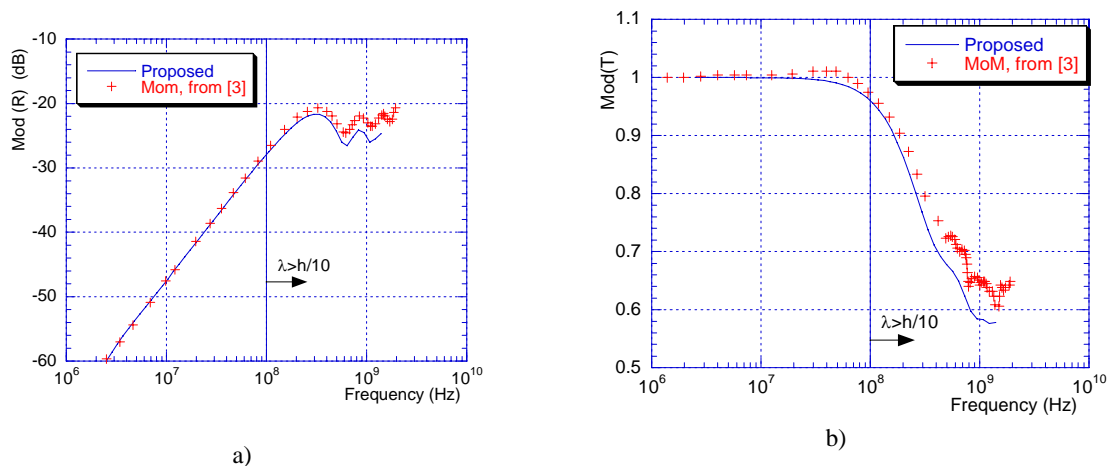 -10
-20
-30
-40
-50
-60
Mod (R) (dB)
Proposed
Mom, from [3]
λ>h/10
10^6
10^7
10^8
10^9
10^10
Frequency (Hz)
a)
1.1
1
0.9
0.8
0.7
0.6
0.5
Mod(T)
Proposed
MoM, from [3]
λ>h/10
10^6
10^7
10^8
10^9
10^10
Frequency (Hz)
b)